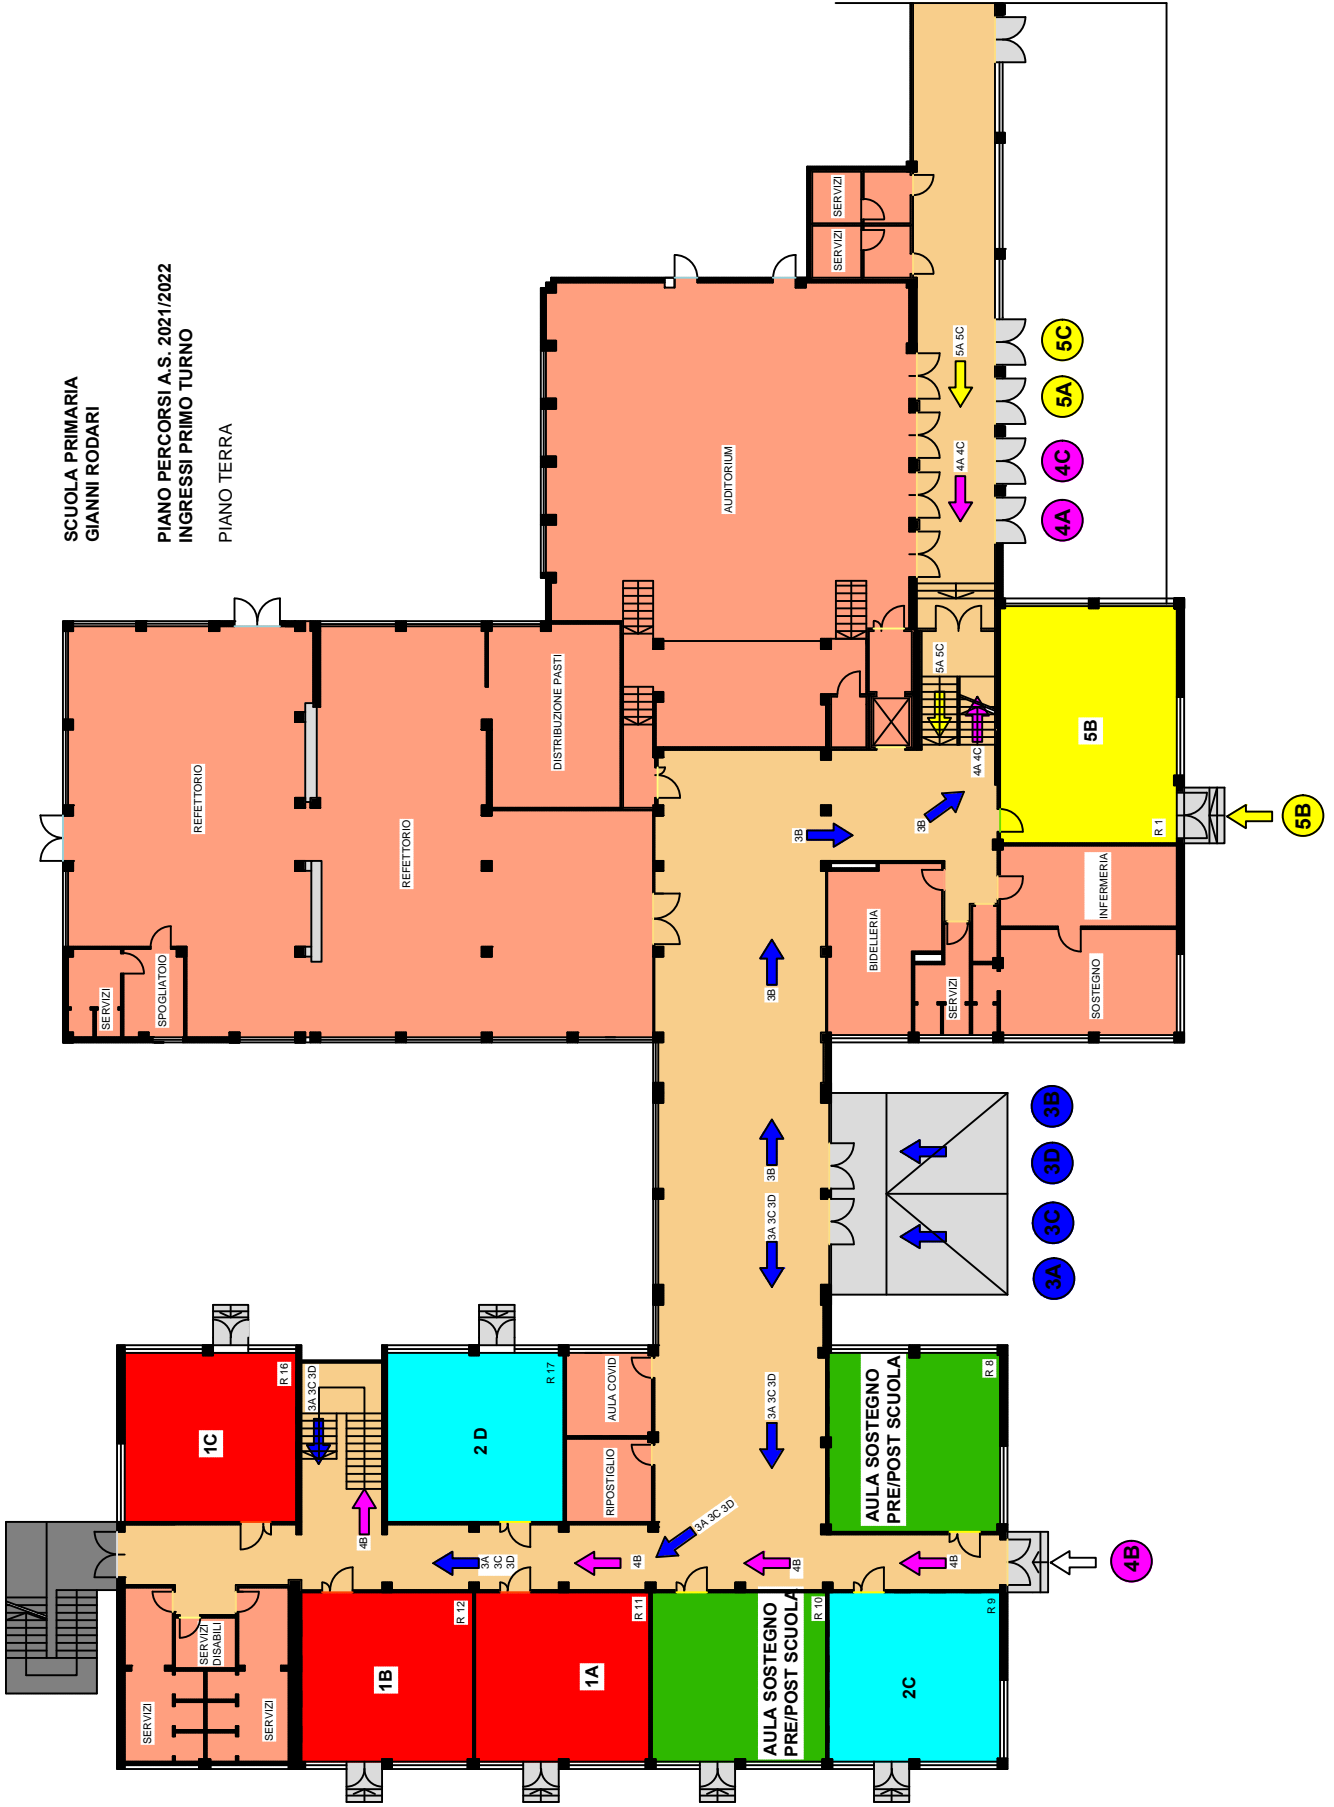 SCUOLA PRIMARIA
GIANNI RODARI
PIANO PERCORSI A.S. 2021/2022
INGRESSI PRIMO TURNO
PIANO TERRA
SERVIZI
SPOGLIATOIO
REFETTORIO
REFETTORIO
DISTRIBUZIONE PASTI
AUDITORIUM
SERVIZI
SERVIZI
5A 5C
4A 4C
5C
5A
4C
4A
5A 5C
4A 4C
3B
3B
5B
R 1
5B
INFERMERIA
SOSTEGNO
BIDELLERIA
SERVIZI
3B
3B
3A 3C 3D
3B
3D
3C
3A
3A 3C 3D
3A 3C 3D
1C
R 16
3A 3C 3D
4B
2 D
R 17
AULA COVID
RIPOSTIGLIO
3A
3C
3D
4B
4B
4B
4B
AULA SOSTEGNO
PRE/POST SCUOLA
R 8
SERVIZI
SERVIZI
DISABILI
SERVIZI
1B
R 12
1A
R 11
AULA SOSTEGNO
PRE/POST SCUOLA
R 10
2C
R 9